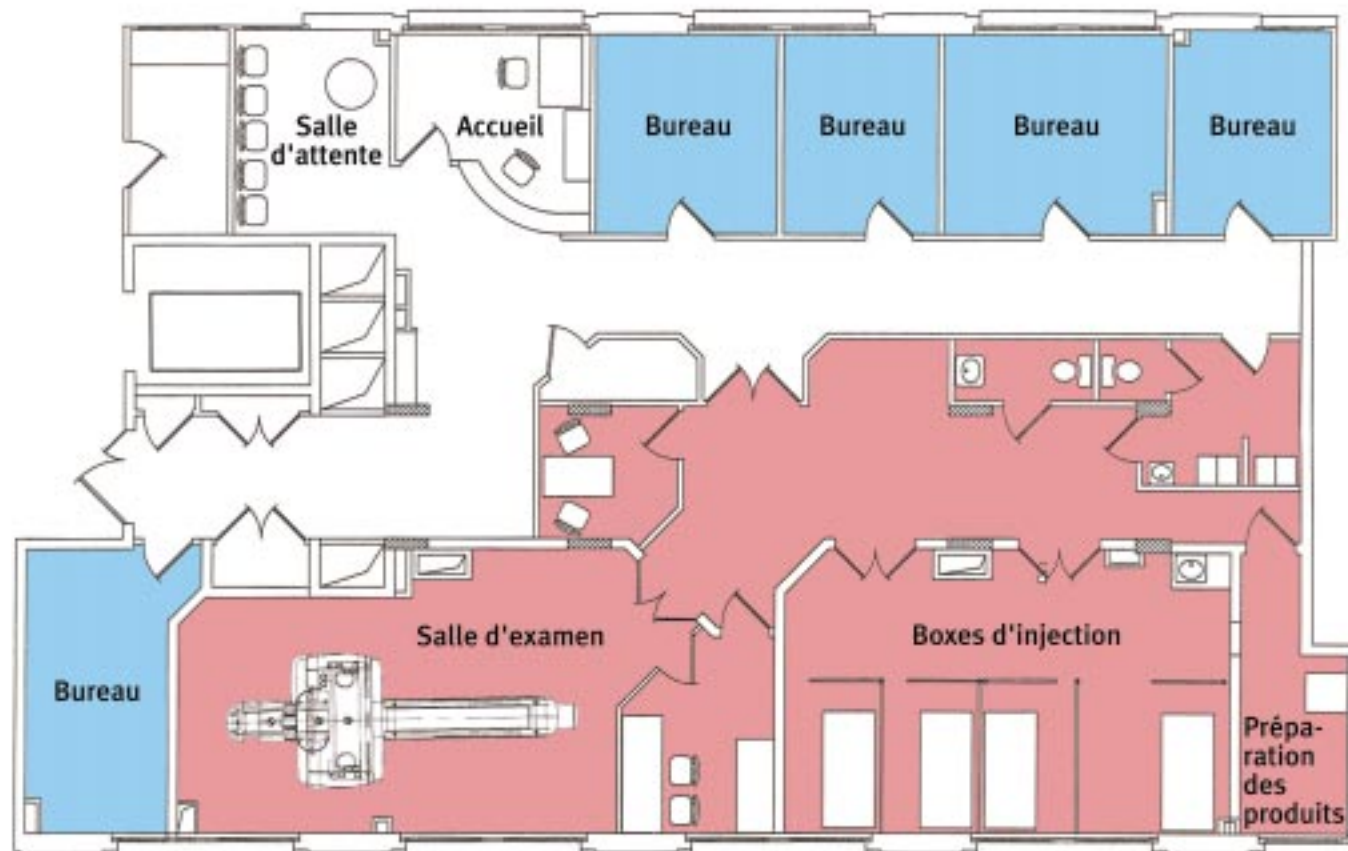 Salle
d'attente
Accueil
Bureau
Bureau
Bureau
Bureau
Salle d'examen
Boxes d'injection
Bureau
Prépa-
ration
des
produits